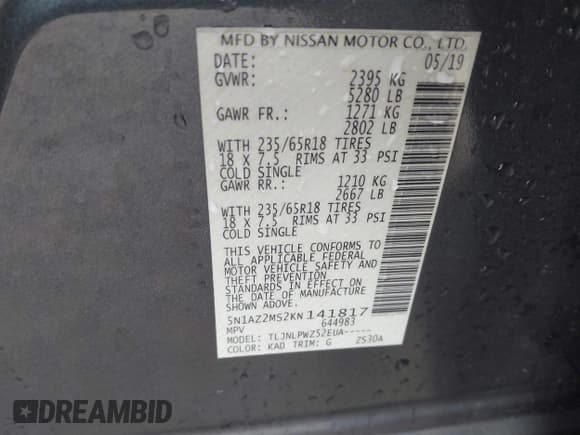 MFD BY NISSAN MOTOR CO., LTD.
DATE: 05/19
GVWR: 2395 KG
5280 LB
GAWR FR.: 1271 KG
2802 LB
WITH 235/65R18 TIRES
18 X 7.5 RIMS AT 33 PSI
COLD SINGLE
GAWR RR.: 1210 KG
2667 LB
WITH 235/65R18 TIRES
18 X 7.5 RIMS AT 33 PSI
COLD SINGLE
THIS VEHICLE CONFORMS TO
ALL APPLICABLE FEDERAL
MOTOR VEHICLE SAFETY AND
THEFT PREVENTION
STANDARDS IN EFFECT ON THE
DATE OF MANUFACTURE
SHOWN ABOVE.
5N1AZ2MS2KN141817
MPV 644983
MODEL: TLJNLPWZ52EUA-----
COLOR: KAD TRIM: G ZS30A
DREAMBID